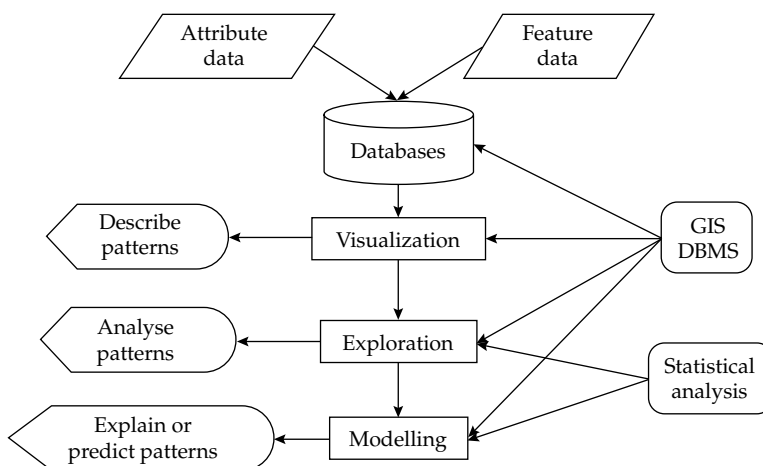 Attribute
data
Feature
data
Databases
Describe
patterns
Visualization
GIS
DBMS
Analyse
patterns
Exploration
Statistical
analysis
Explain or
predict patterns
Modelling